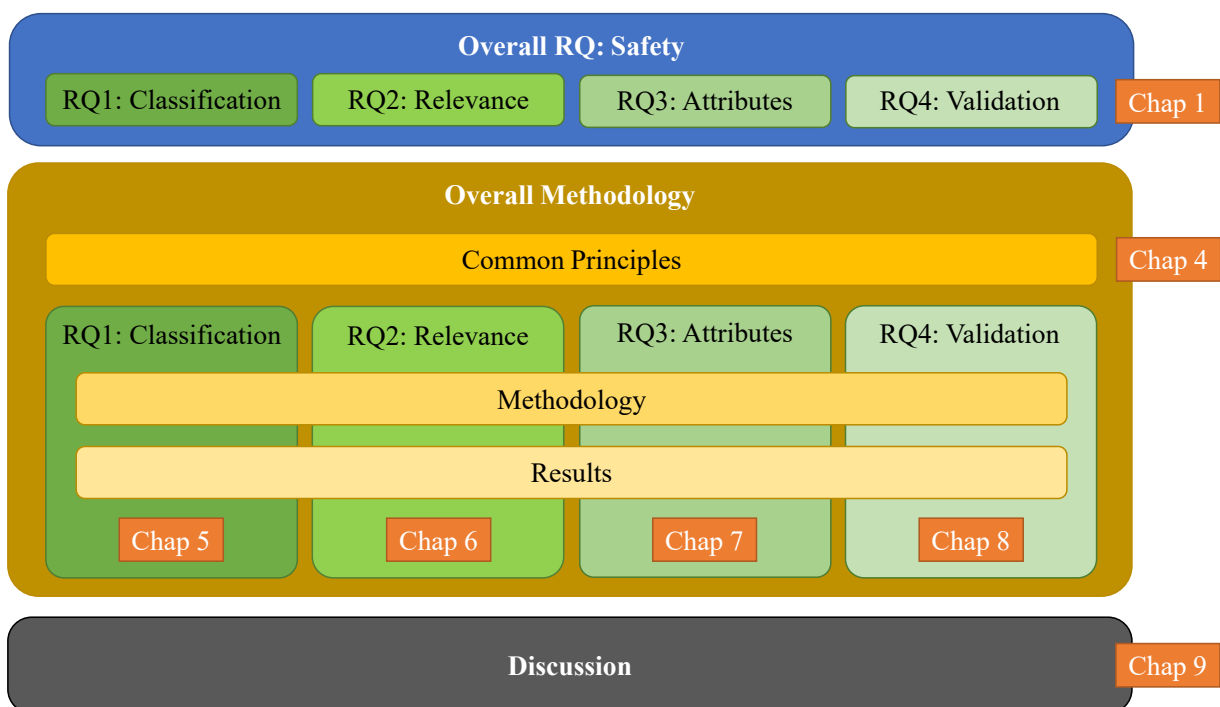 Overall RQ: Safety
RQ1: Classification
RQ2: Relevance
RQ3: Attributes
RQ4: Validation
Chap 1
Overall Methodology
Common Principles
Chap 4
RQ1: Classification
RQ2: Relevance
RQ3: Attributes
RQ4: Validation
Methodology
Results
Chap 5
Chap 6
Chap 7
Chap 8
Discussion
Chap 9